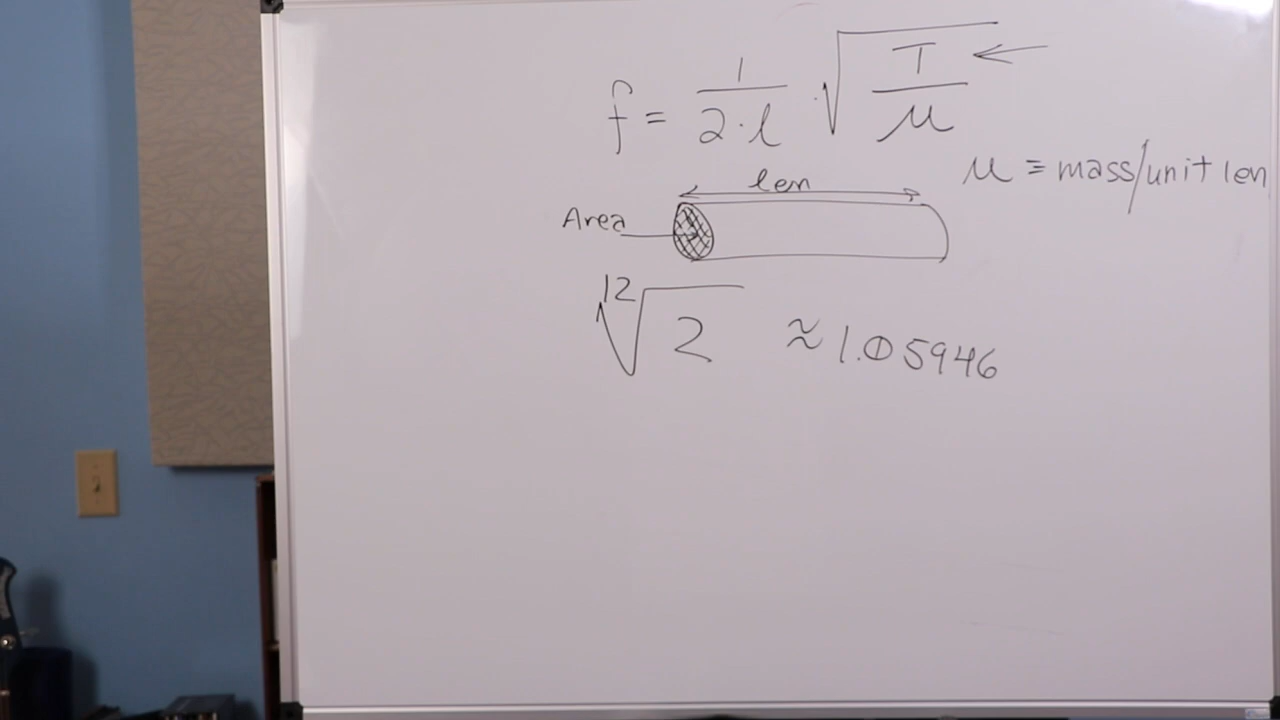 f = 1/(2·l) · √(T/μ) ←
μ = mass/unit len
len
Area
¹²√2 ≈ 1.05946